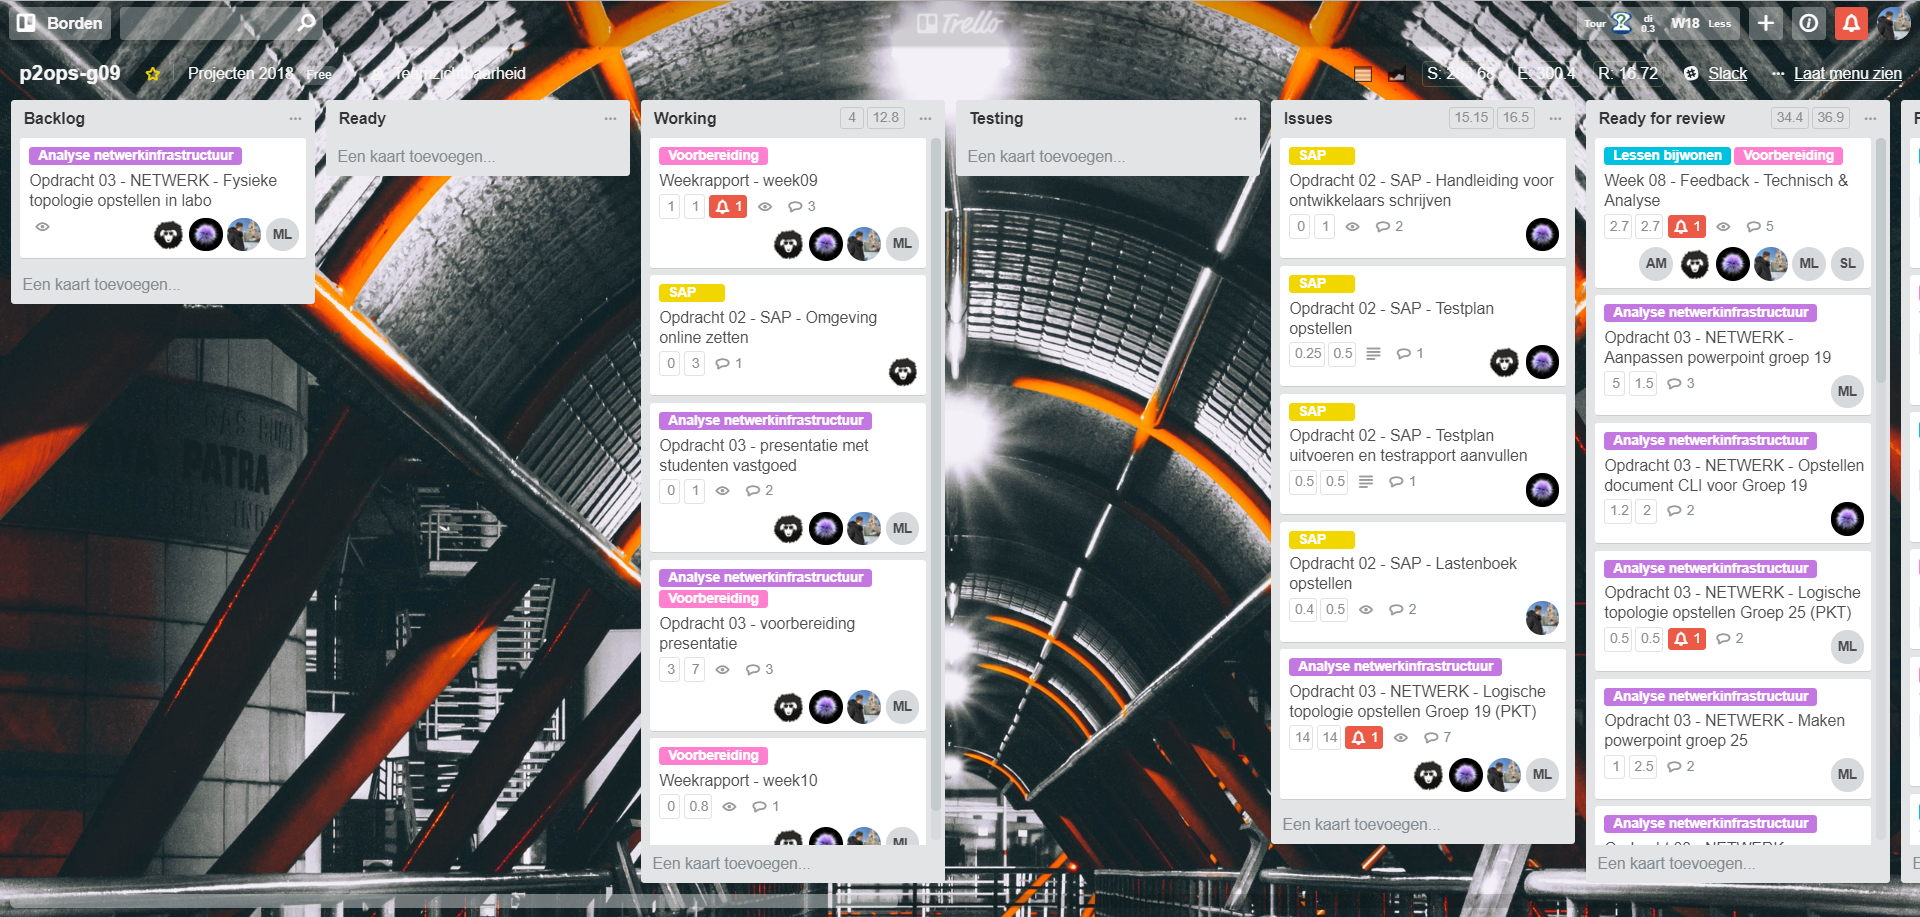 Borden
Trello
Tour
di
0.3
W18 Less
p2ops-g09
Projecten 2018 Free
E: 300.4
R: 16.72
Slack
Laat menu zien
Backlog
Analyse netwerkinfrastructuur
Opdracht 03 - NETWERK - Fysieke
topologie opstellen in labo
ML
Een kaart toevoegen...
Ready
Een kaart toevoegen...
Working
4 12.8
Voorbereiding
Weekrapport - week09
1 1 1 3
ML
SAP
Opdracht 02 - SAP - Omgeving
online zetten
0 3 1
Analyse netwerkinfrastructuur
Opdracht 03 - presentatie met
studenten vastgoed
0 1 2
ML
Analyse netwerkinfrastructuur
Voorbereiding
Opdracht 03 - voorbereiding
presentatie
3 7 3
ML
Voorbereiding
Weekrapport - week10
0 0.8 1
ML
Een kaart toevoegen...
Testing
Een kaart toevoegen...
Issues
15.15 16.5
SAP
Opdracht 02 - SAP - Handleiding voor
ontwikkelaars schrijven
0 1 2
SAP
Opdracht 02 - SAP - Testplan
opstellen
0.25 0.5 1
SAP
Opdracht 02 - SAP - Testplan
uitvoeren en testrapport aanvullen
0.5 0.5 1
SAP
Opdracht 02 - SAP - Lastenboek
opstellen
0.4 0.5 2
Analyse netwerkinfrastructuur
Opdracht 03 - NETWERK - Logische
topologie opstellen Groep 19 (PKT)
14 14 1 7
ML
Een kaart toevoegen...
Ready for review
34.4 36.9
Lessen bijwonen Voorbereiding
Week 08 - Feedback - Technisch &
Analyse
2.7 2.7 1 5
AM ML SL
Analyse netwerkinfrastructuur
Opdracht 03 - NETWERK -
Aanpassen powerpoint groep 19
5 1.5 3
ML
Analyse netwerkinfrastructuur
Opdracht 03 - NETWERK - Opstellen
document CLI voor Groep 19
1.2 2 2
Analyse netwerkinfrastructuur
Opdracht 03 - NETWERK - Logische
topologie opstellen Groep 25 (PKT)
0.5 0.5 1 2
ML
Analyse netwerkinfrastructuur
Opdracht 03 - NETWERK - Maken
powerpoint groep 25
1 2.5 2
ML
Analyse netwerkinfrastructuur
Een kaart toevoegen...